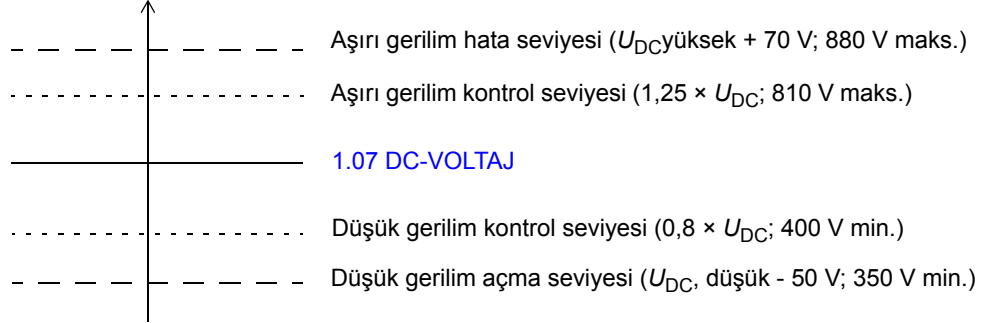 Aşırı gerilim hata seviyesi (UDCyüksek + 70 V; 880 V maks.)
Aşırı gerilim kontrol seviyesi (1,25 × UDC; 810 V maks.)
1.07 DC-VOLTAJ
Düşük gerilim kontrol seviyesi (0,8 × UDC; 400 V min.)
Düşük gerilim açma seviyesi (UDC, düşük - 50 V; 350 V min.)